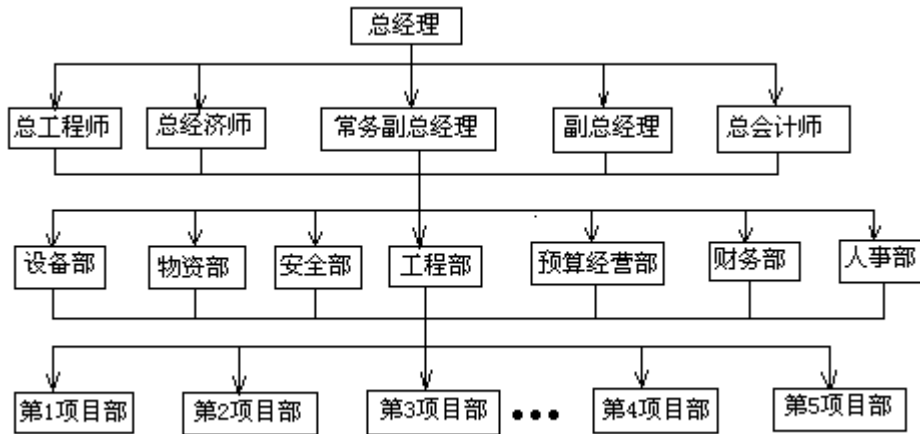 总经理
总工程师
总经济师
常务副总经理
副总经理
总会计师
设备部
物资部
安全部
工程部
预算经营部
财务部
人事部
第1项目部
第2项目部
第3项目部
•••
第4项目部
第5项目部